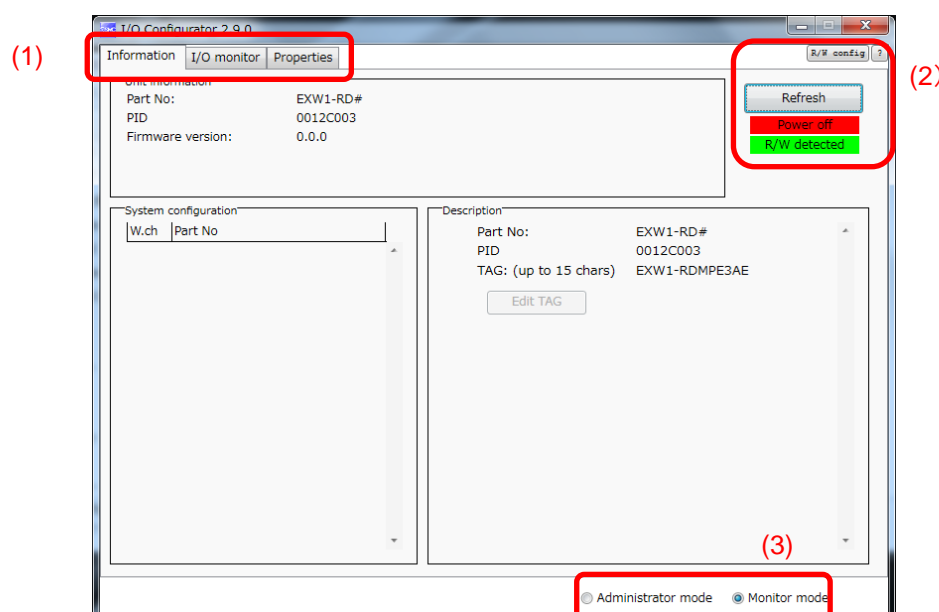 I/O Configurator 2.9.0
(1)
Information I/O monitor Properties
R/W config ?
(2)
Unit information
Part No: EXW1-RD#
PID 0012C003
Firmware version: 0.0.0
Refresh
Power off
R/W detected
System configuration
W.ch Part No
Description
Part No: EXW1-RD#
PID 0012C003
TAG: (up to 15 chars) EXW1-RDMPE3AE
Edit TAG
(3)
Administrator mode Monitor mode